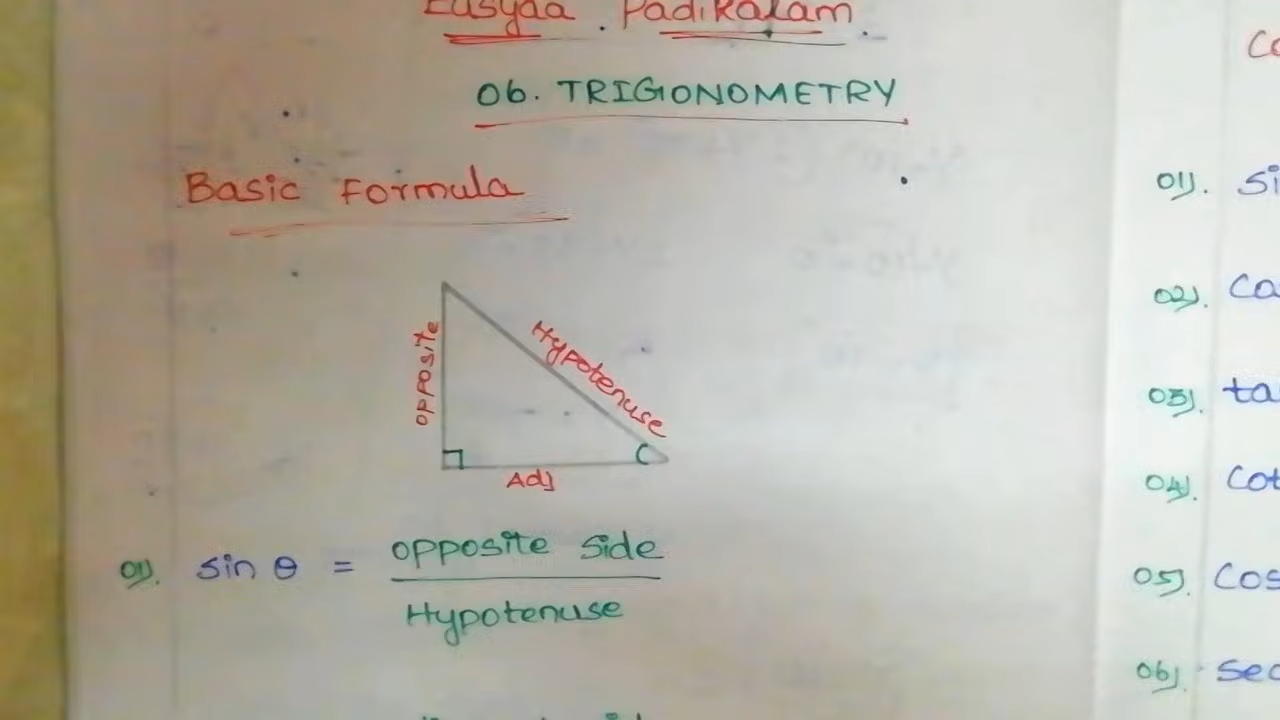 Easyaa Padikalam
06. TRIGONOMETRY
Basic Formula
opposite
Hypotenuse
Adj
01). sin θ = opposite side
Hypotenuse
01). si
02).
03). ta
04). cot
05). cos
06). sec